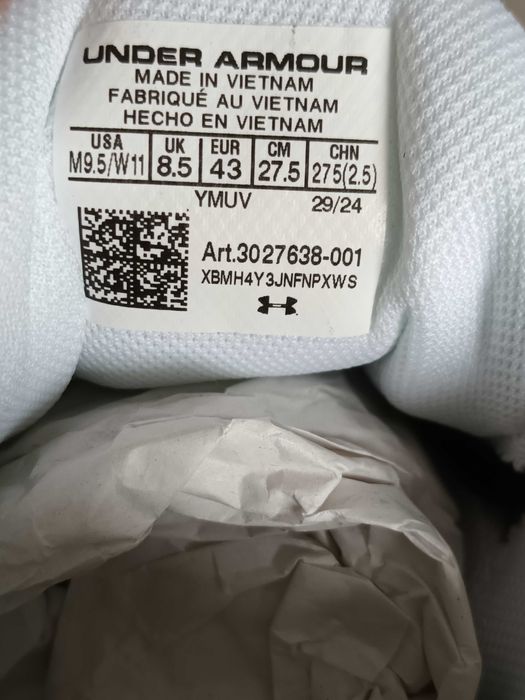 UNDER ARMOUR
MADE IN VIETNAM
FABRIQUÉ AU VIETNAM
HECHO EN VIETNAM
USA UK EUR CM CHN
M9.5/W11 8.5 43 27.5 275(2.5)
YMUV 29/24
Art.3027638-001
XBMH4Y3JNFNPXWS